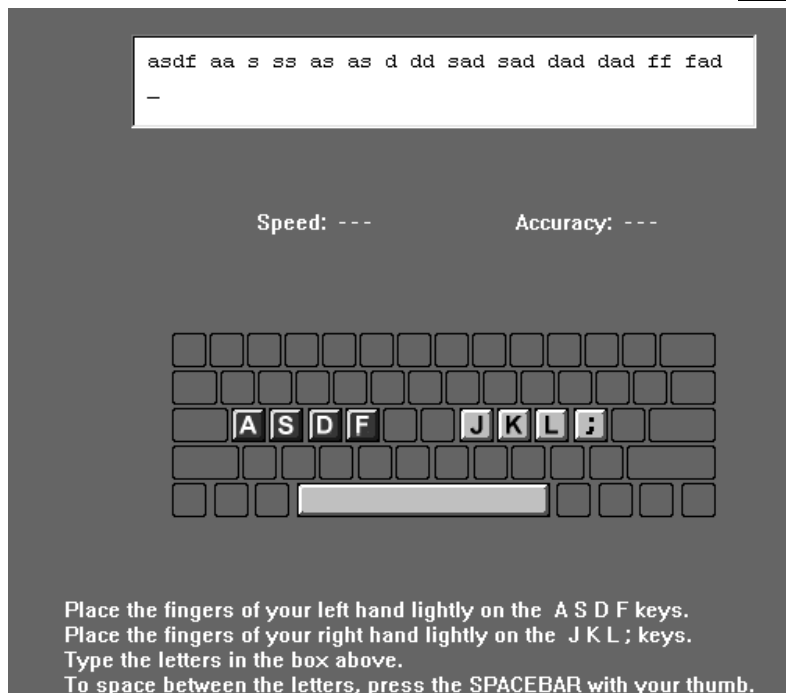 asdf aa s ss as as d dd sad sad dad dad ff fad
_
Speed: --- Accuracy: ---
A S D F J K L ;
Place the fingers of your left hand lightly on the A S D F keys.
Place the fingers of your right hand lightly on the J K L ; keys.
Type the letters in the box above.
To space between the letters, press the SPACEBAR with your thumb.